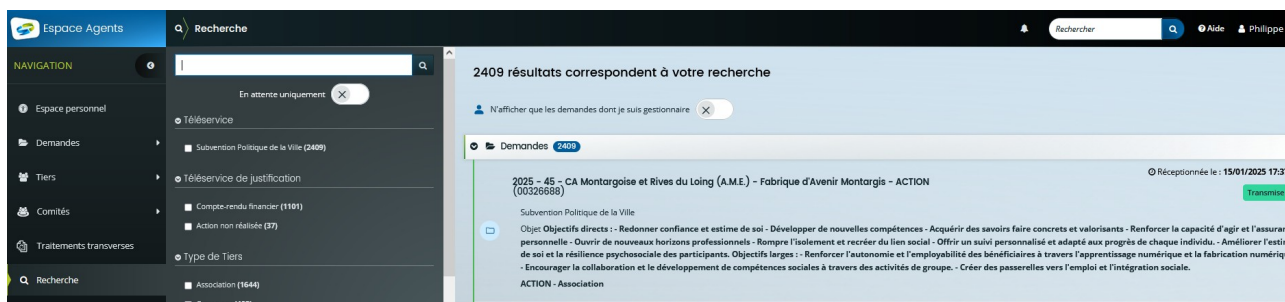 Espace Agents
Recherche
Rechercher
Aide
Philippe
NAVIGATION
Espace personnel
Demandes
Tiers
Comités
Traitements transverses
Recherche
En attente uniquement
Téléservice
Subvention Politique de la Ville (2409)
Téléservice de justification
Compte-rendu financier (1101)
Action non réalisée (37)
Type de Tiers
Association (1644)
2409 résultats correspondent à votre recherche
N'afficher que les demandes dont je suis gestionnaire
Demandes 2409
Réceptionnée le : 15/01/2025 17:37
2025 - 45 - CA Montargoise et Rives du Loing (A.M.E.) - Fabrique d'Avenir Montargis - ACTION
(00326688)
Transmise
Subvention Politique de la Ville
Objet Objectifs directs : - Redonner confiance et estime de soi - Développer de nouvelles compétences - Acquérir des savoirs faire concrets et valorisants - Renforcer la capacité d'agir et l'assuran
personnelle - Ouvrir de nouveaux horizons professionnels - Rompre l'isolement et recréer du lien social - Offrir un suivi personnalisé et adapté aux progrès de chaque individu. - Améliorer l'estim
de soi et la résilience psychosociale des participants. Objectifs larges : - Renforcer l'autonomie et l'employabilité des bénéficiaires à travers l'apprentissage numérique et la fabrication numériq
- Encourager la collaboration et le développement de compétences sociales à travers des activités de groupe. - Créer des passerelles vers l'emploi et l'intégration sociale.
ACTION - Association